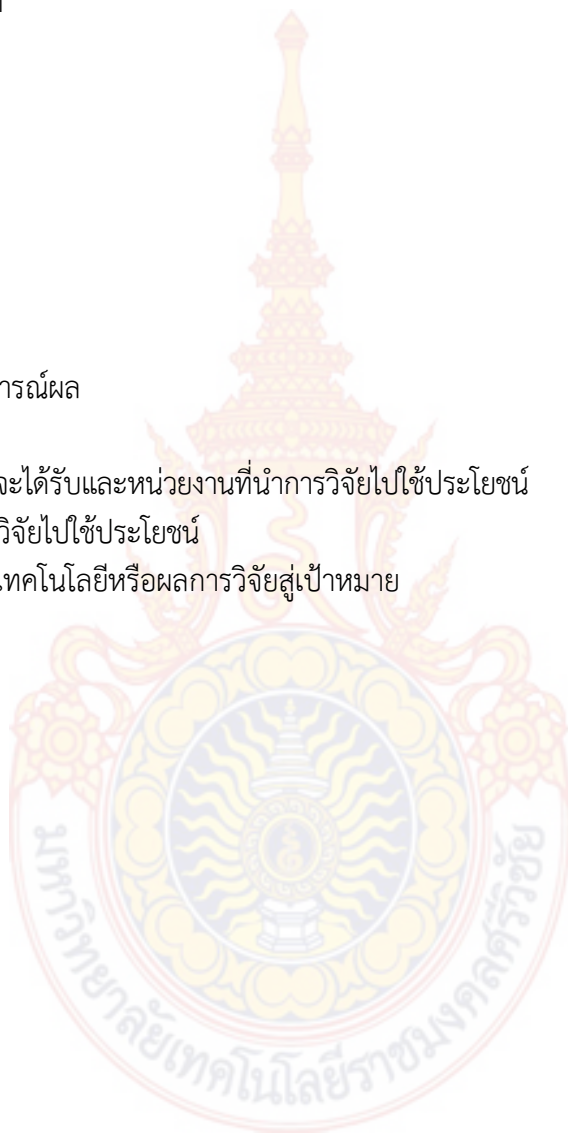 ารณ์ผล
จะได้รับและหน่วยงานที่นำการวิจัยไปใช้ประโยชน์
วิจัยไปใช้ประโยชน์
เทคโนโลยีหรือผลการวิจัยสู่เป้าหมาย
มหาวิทยาลัยเทคโนโลยีราชมงคลศรีวิชัย